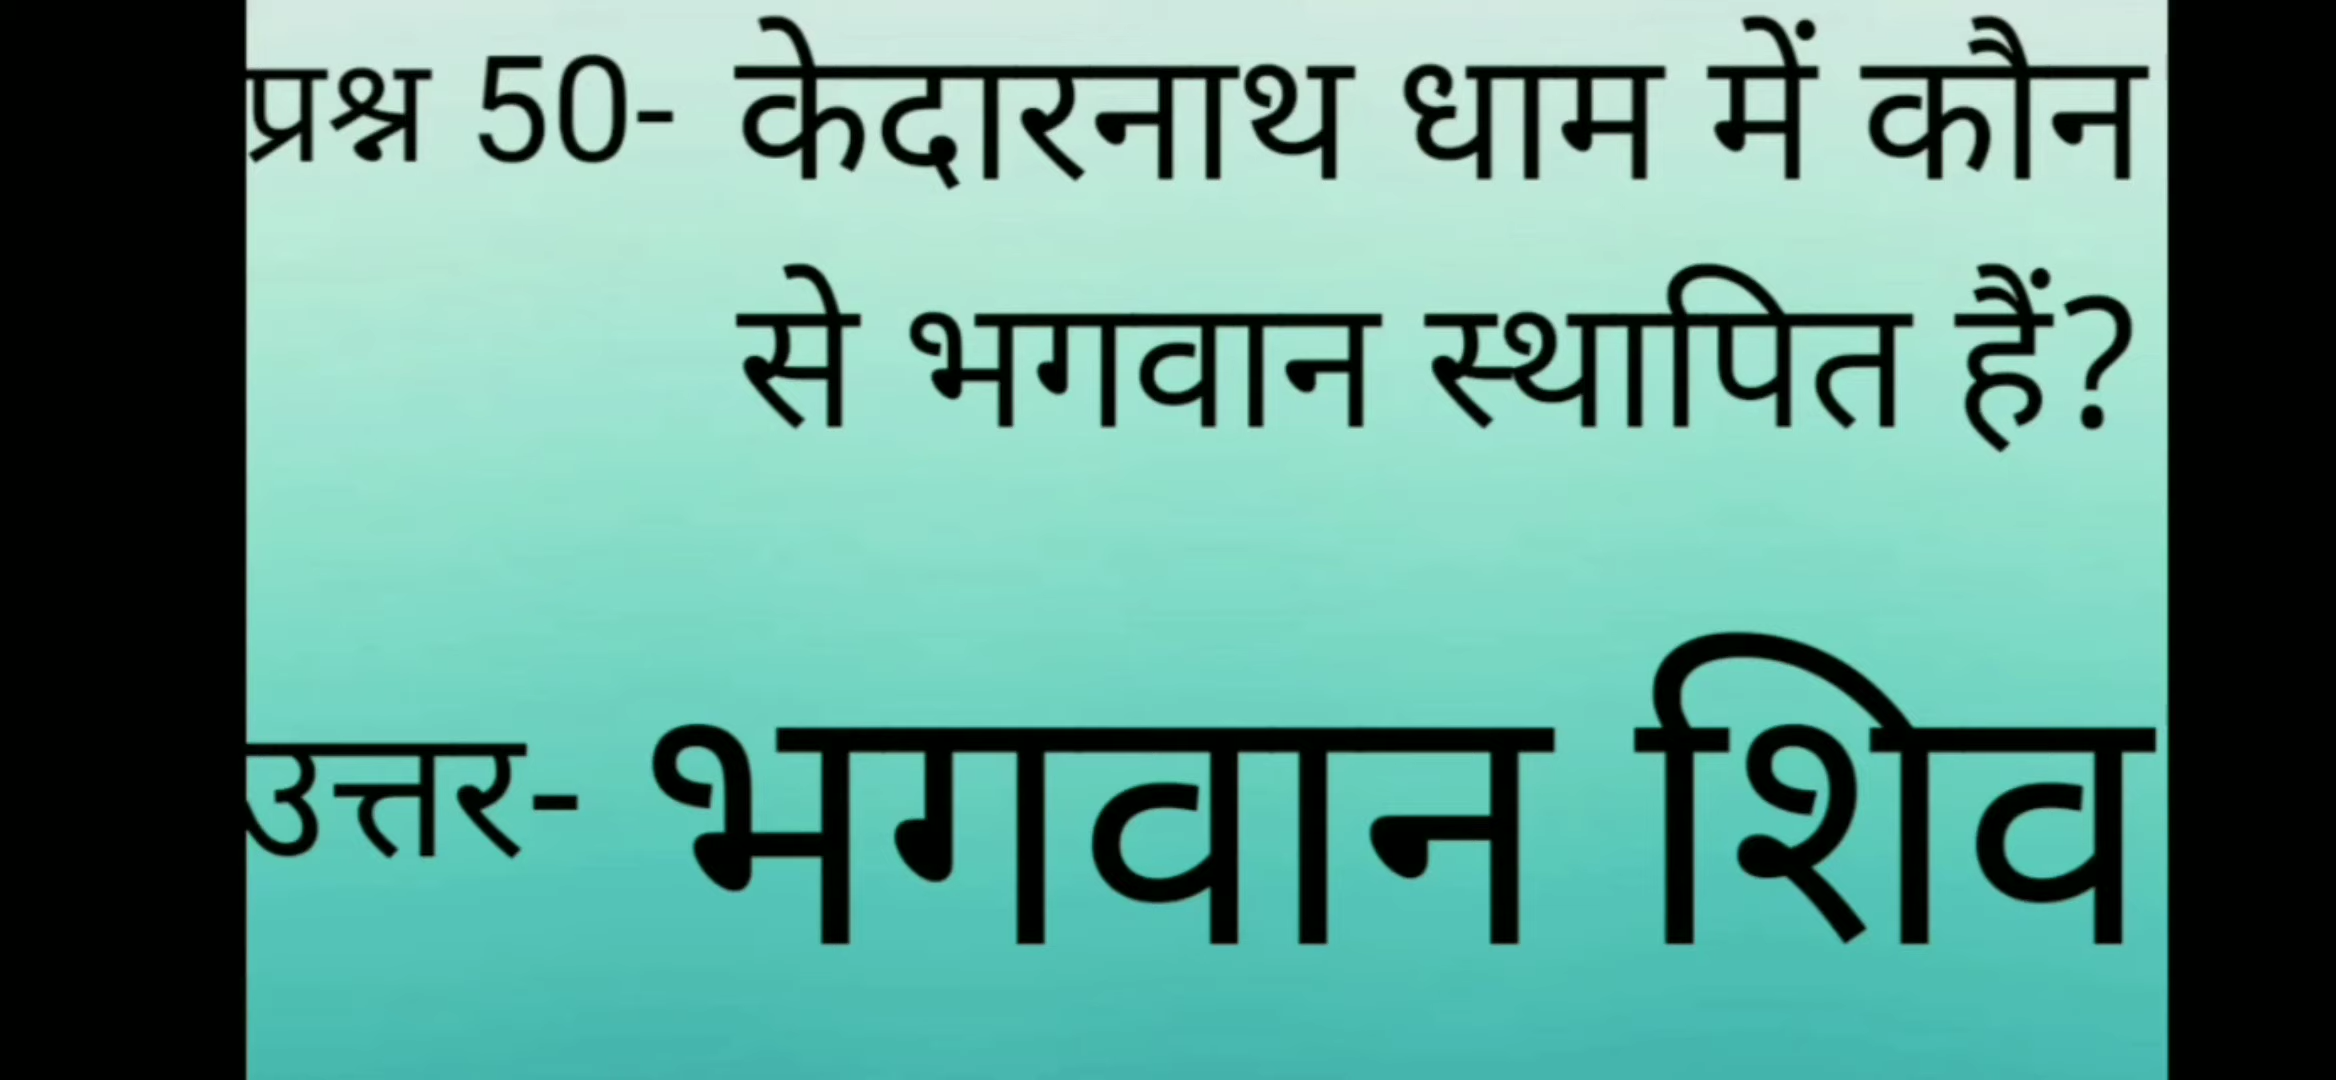 प्रश्न 50- केदारनाथ धाम में कौन
से भगवान स्थापित हैं?
उत्तर- भगवान शिव